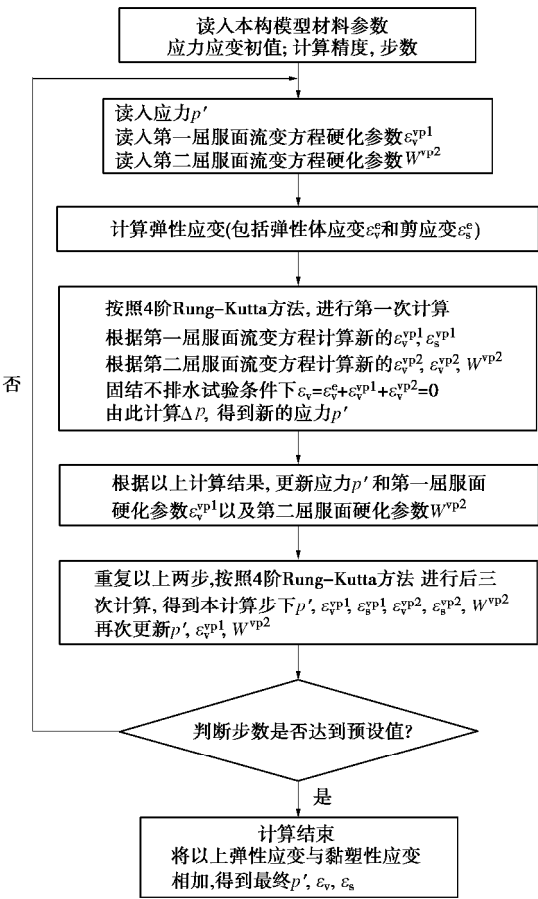 读入本构模型材料参数
应力应变初值; 计算精度, 步数
读入应力p′
读入第一屈服面流变方程硬化参数ε_v^vp1
读入第二屈服面流变方程硬化参数W^vp2
计算弹性应变(包括弹性体应变ε_v^e和剪应变ε_s^e)
按照4阶Rung-Kutta方法, 进行第一次计算
根据第一屈服面流变方程计算新的ε_v^vp1, ε_s^vp1
根据第二屈服面流变方程计算新的ε_v^vp2, ε_v^vp2, W^vp2
固结不排水试验条件下ε_v=ε_v^e+ε_v^vp1+ε_v^vp2=0
由此计算Δp, 得到新的应力p′
否
根据以上计算结果, 更新应力p′和第一屈服面
硬化参数ε_v^vp1以及第二屈服面硬化参数W^vp2
重复以上两步,按照4阶Rung-Kutta方法 进行后三
次计算, 得到本计算步下p′, ε_v^vp1, ε_s^vp1, ε_v^vp2, ε_s^vp2, W^vp2
再次更新p′, ε_v^vp1, W^vp2
判断步数是否达到预设值?
是
计算结束
将以上弹性应变与黏塑性应变
相加,得到最终p′, ε_v, ε_s